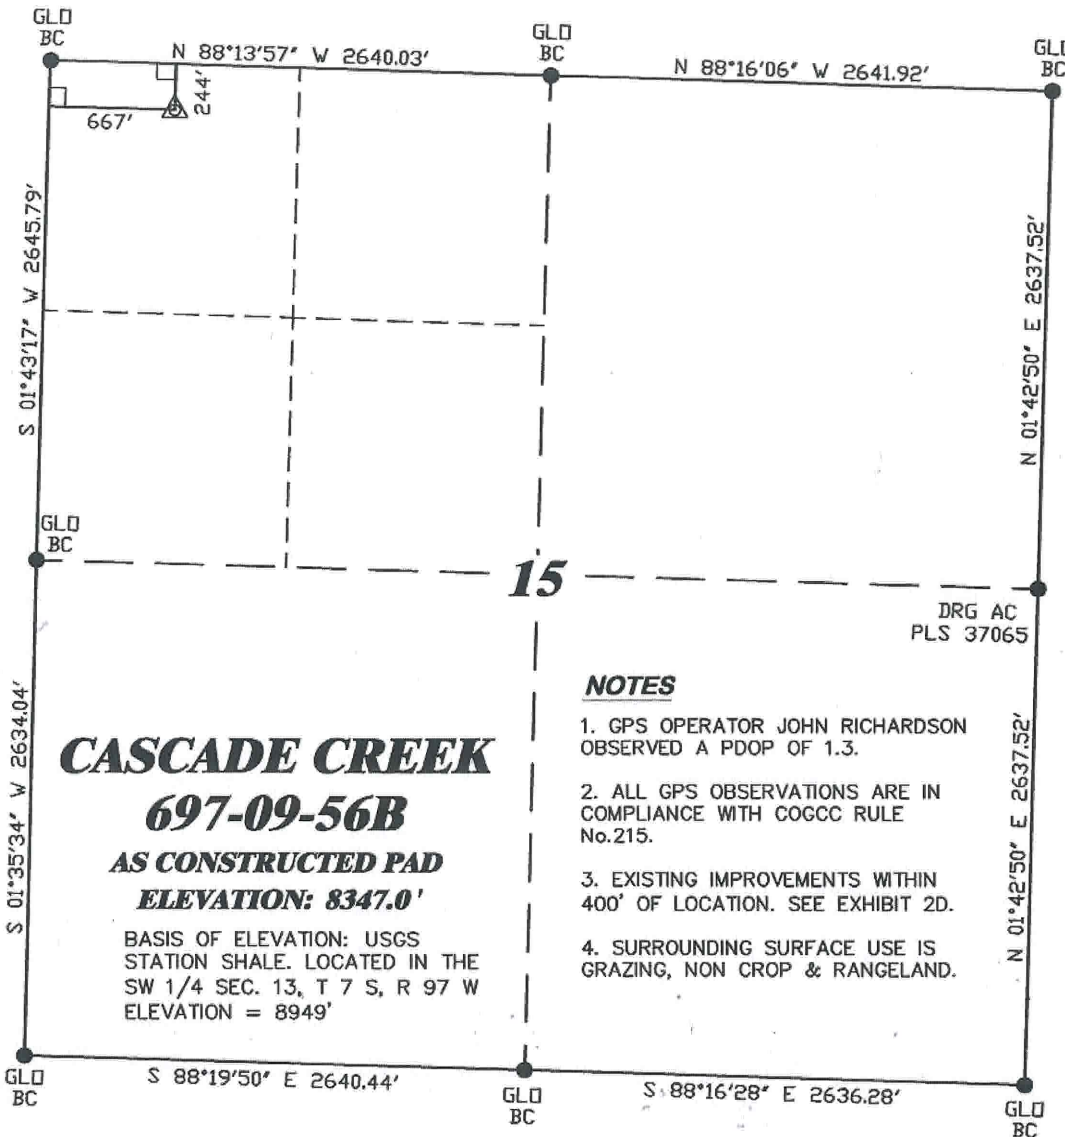 GLO
BC
N 88°13'57" W 2640.03'
GLO
BC
N 88°16'06" W 2641.92'
GLO
BC
667'
244'
S 01°43'17" W 2645.79'
N 01°42'50" E 2637.52'
GLO
BC
15
DRG AC
PLS 37065
S 01°35'34" W 2634.04'
CASCADE CREEK
697-09-56B
AS CONSTRUCTED PAD
ELEVATION: 8347.0'
BASIS OF ELEVATION: USGS
STATION SHALE. LOCATED IN THE
SW 1/4 SEC. 13, T 7 S, R 97 W
ELEVATION = 8949'
NOTES
1. GPS OPERATOR JOHN RICHARDSON
OBSERVED A PDOP OF 1.3.
2. ALL GPS OBSERVATIONS ARE IN
COMPLIANCE WITH COGCC RULE
No.215.
3. EXISTING IMPROVEMENTS WITHIN
400' OF LOCATION. SEE EXHIBIT 2D.
4. SURROUNDING SURFACE USE IS
GRAZING, NON CROP & RANGELAND.
N 01°42'50" E 2637.52'
GLO
BC
S 88°19'50" E 2640.44'
GLO
BC
S 88°16'28" E 2636.28'
GLO
BC